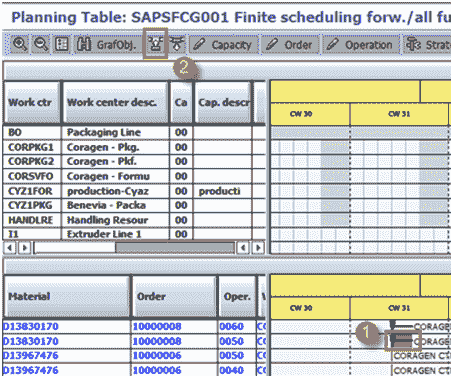 Planning Table: SAPSFCG001 Finite scheduling forw./all fu
GrafObj. Capacity Order Operation Strat
2
Work ctr Work center desc. Ca Cap. descr
CW 30 CW 31
BO Packaging Line 00
CORPKG1 Coragen - Pkg. 00
CORPKG2 Coragen - Pkf. 00
CORSVFO Coragen - Formu 00
CYZ1FOR production-Cyaz 00 producti
CYZ1PKG Benevia - Packa 00
HANDLRE Handling Resour 00
I1 Extruder Line 1 00
Material Order Oper.
CW 30 CW 31
1
D13830170 10000008 0060 CORAGEN
D13830170 10000008 0050 CORAGEN
D13967476 10000006 0050 CORAGEN CT
D13967476 10000006 0040 CORAGEN CT